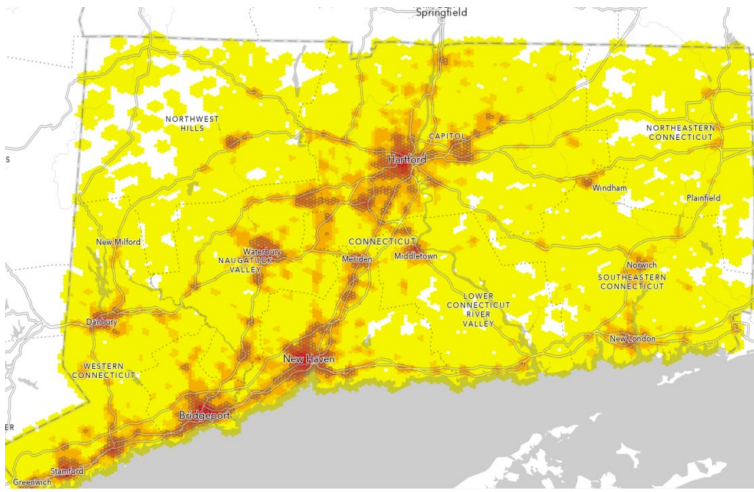 Springfield
NORTHWEST
HILLS
CAPITOL
Hartford
NORTHEASTERN
CONNECTICUT
S
Windham
Plainfield
New Milford
CONNECTICUT
Waterbury
NAUGATUCK
VALLEY
Meriden
Middletown
Norwich
SOUTHEASTERN
CONNECTICUT
LOWER
CONNECTICUT
RIVER
VALLEY
Danbury
New London
New Haven
WESTERN
CONNECTICUT
Bridgeport
ER
Stamford
Greenwich